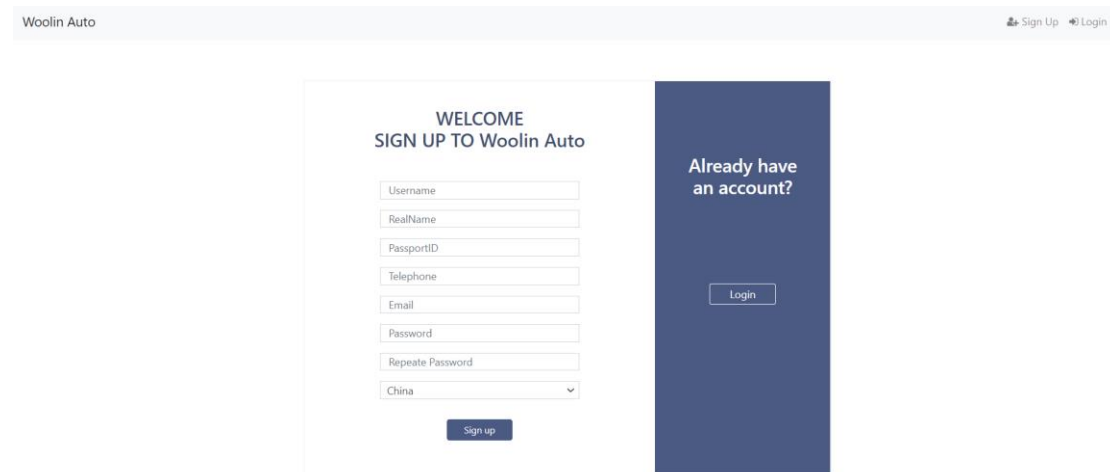 Woolin Auto
Sign Up
Login
WELCOME
SIGN UP TO Woolin Auto
Username
RealName
PassportID
Telephone
Email
Password
Repeate Password
China
Sign up
Already have
an account?
Login